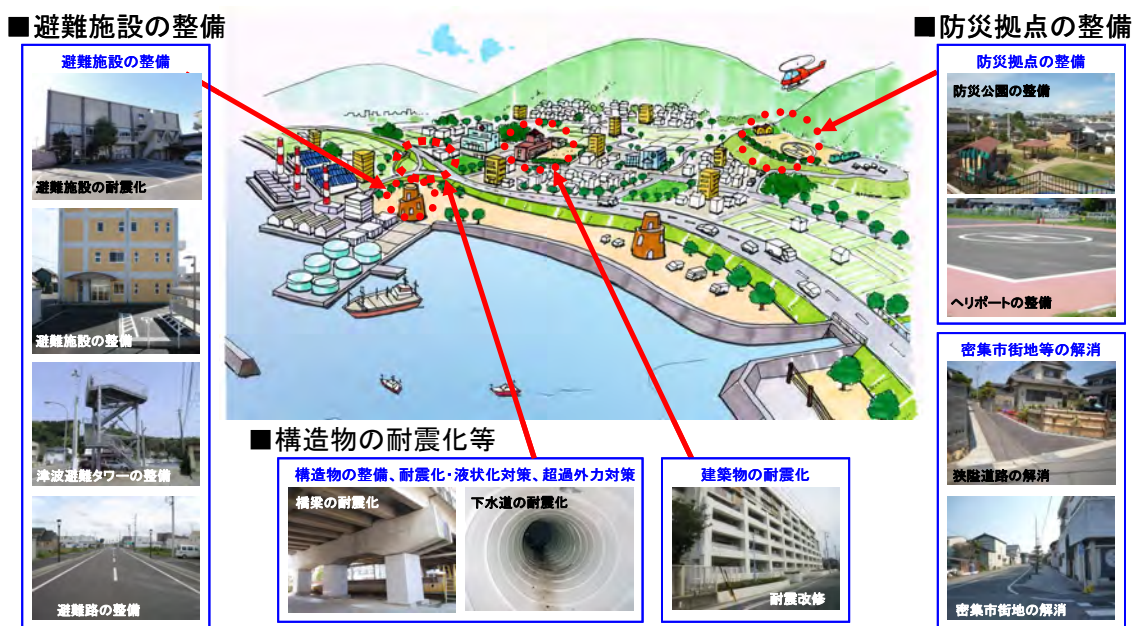 ■避難施設の整備
避難施設の整備
避難施設の耐震化
避難施設の整備
津波避難タワーの整備
避難路の整備
■構造物の耐震化等
構造物の整備、耐震化・液状化対策、超過外力対策
橋梁の耐震化
下水道の耐震化
建築物の耐震化
耐震改修
■防災拠点の整備
防災拠点の整備
防災公園の整備
ヘリポートの整備
密集市街地等の解消
狭隘道路の解消
密集市街地の解消